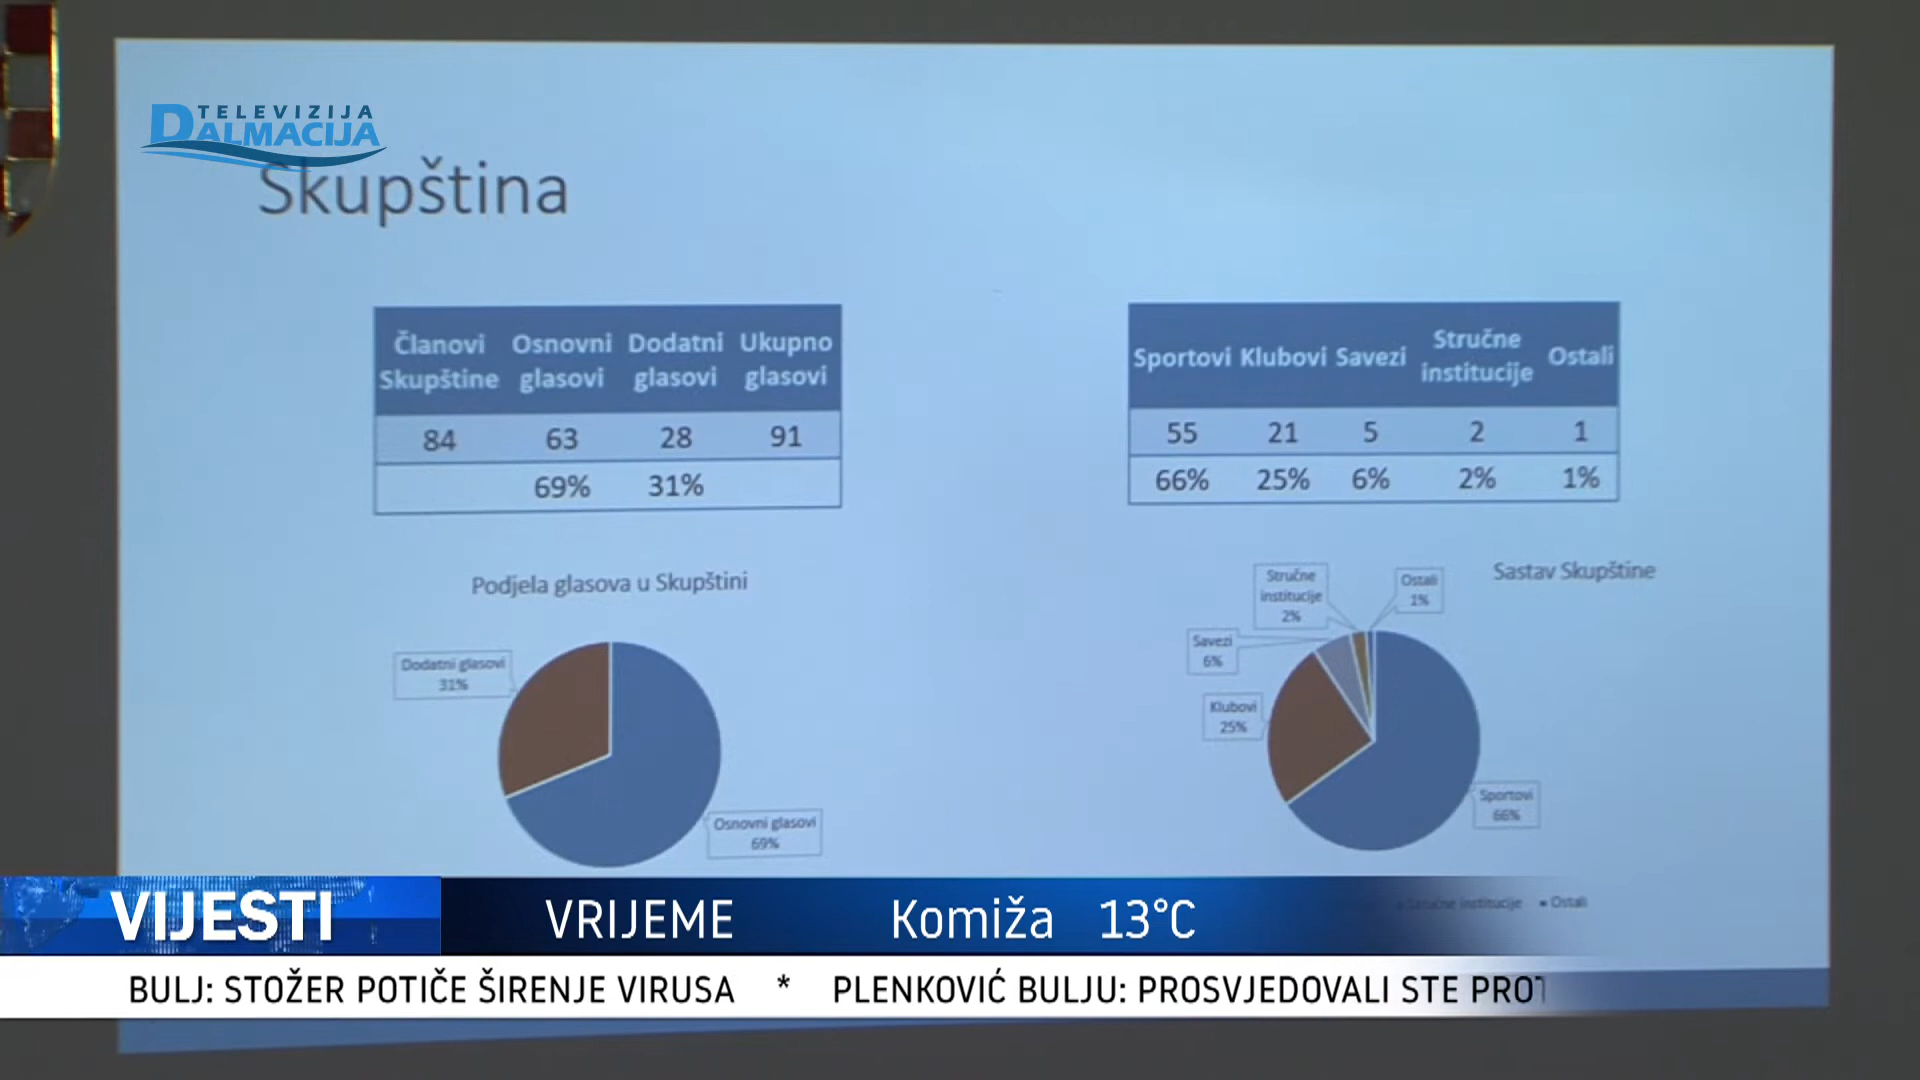 TELEVIZIJA
DALMACIJA
Skupština
Članovi Skupštine Osnovni glasovi Dodatni glasovi Ukupno glasovi
84 63 28 91
69% 31%
Sportovi Klubovi Savezi Stručne institucije Ostali
55 21 5 2 1
66% 25% 6% 2% 1%
Podjela glasova u Skupštini
Dodatni glasovi
31%
Osnovni glasovi
69%
Sastav Skupštine
Stručne
institucije
2%
Ostali
1%
Savezi
6%
Klubovi
25%
Sportovi
66%
Stručne institucije Ostali
VIJESTI VRIJEME Komiža 13°C
BULJ: STOŽER POTIČE ŠIRENJE VIRUSA * PLENKOVIĆ BULJU: PROSVJEDOVALI STE PROT